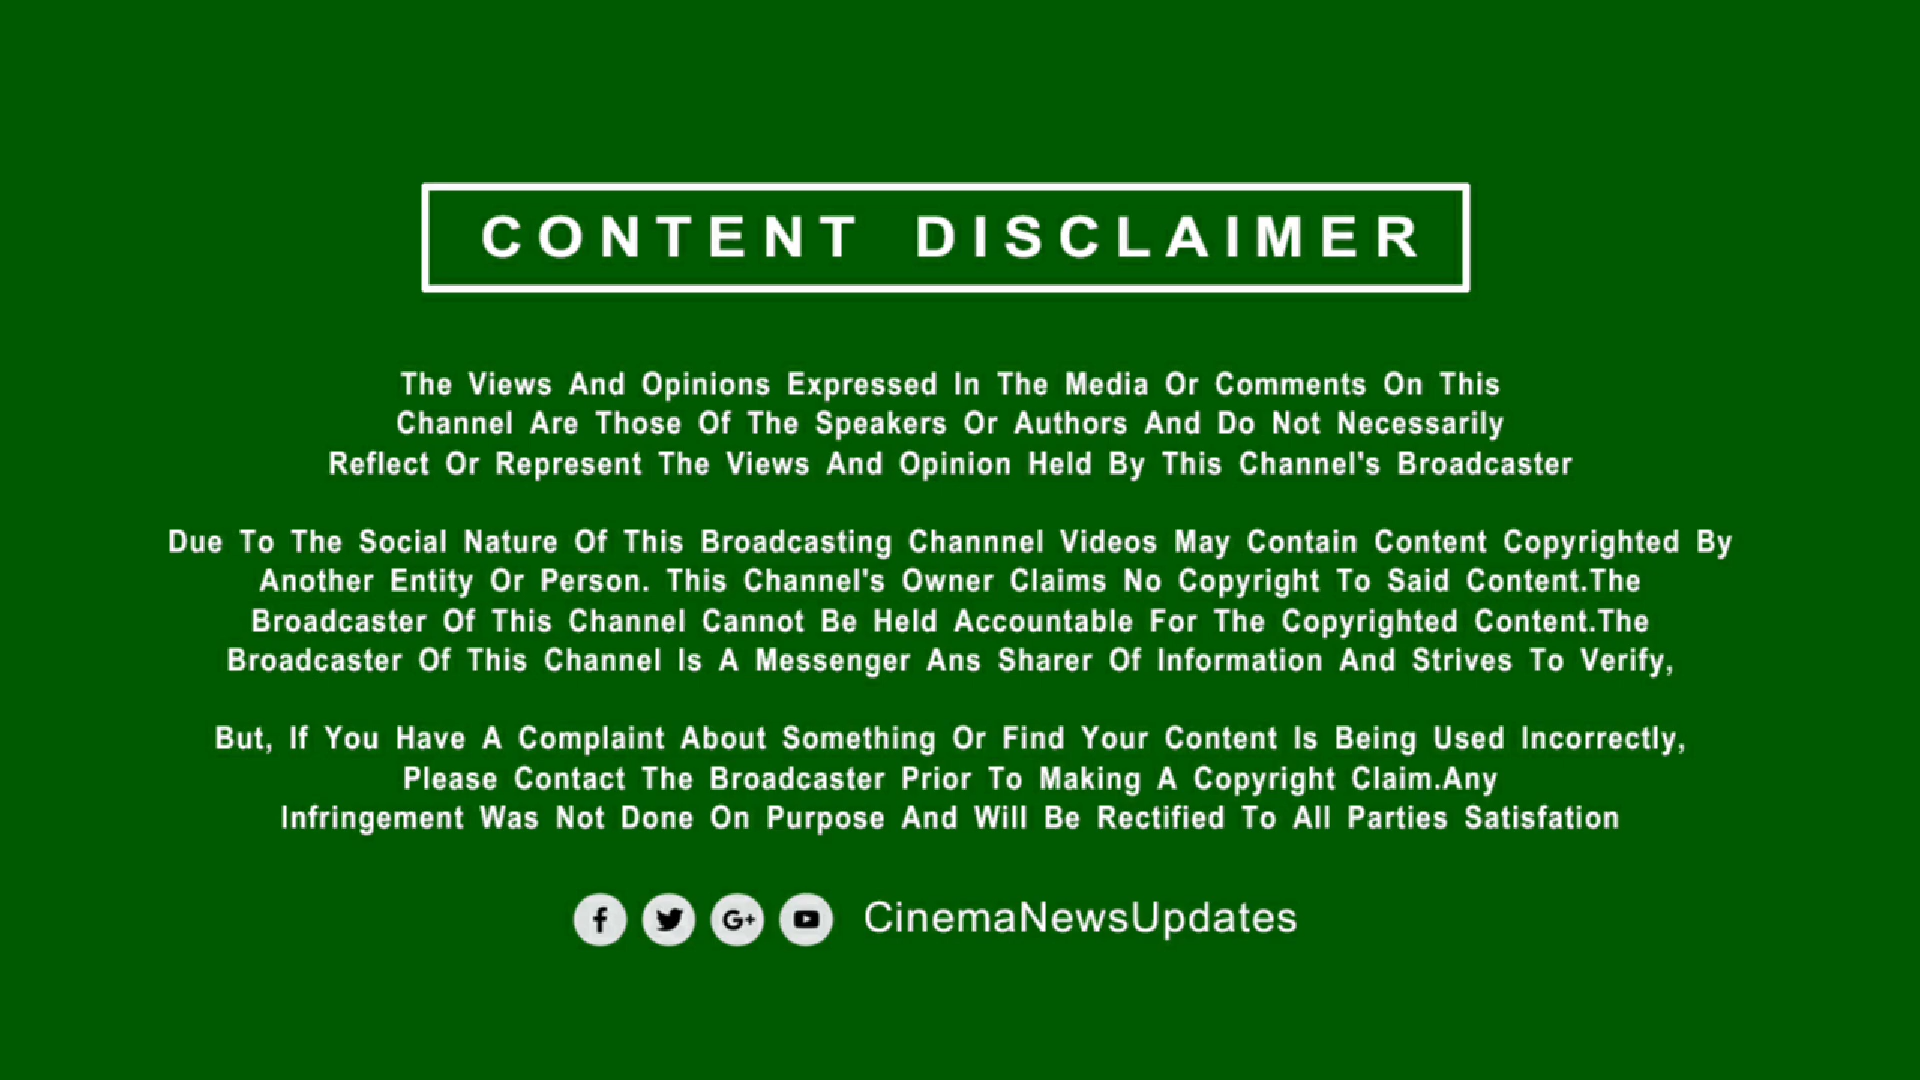 CONTENT DISCLAIMER
The Views And Opinions Expressed In The Media Or Comments On This
Channel Are Those Of The Speakers Or Authors And Do Not Necessarily
Reflect Or Represent The Views And Opinion Held By This Channel's Broadcaster
Due To The Social Nature Of This Broadcasting Channnel Videos May Contain Content Copyrighted By
Another Entity Or Person. This Channel's Owner Claims No Copyright To Said Content.The
Broadcaster Of This Channel Cannot Be Held Accountable For The Copyrighted Content.The
Broadcaster Of This Channel Is A Messenger Ans Sharer Of Information And Strives To Verify,
But, If You Have A Complaint About Something Or Find Your Content Is Being Used Incorrectly,
Please Contact The Broadcaster Prior To Making A Copyright Claim.Any
Infringement Was Not Done On Purpose And Will Be Rectified To All Parties Satisfation
f G+ CinemaNewsUpdates